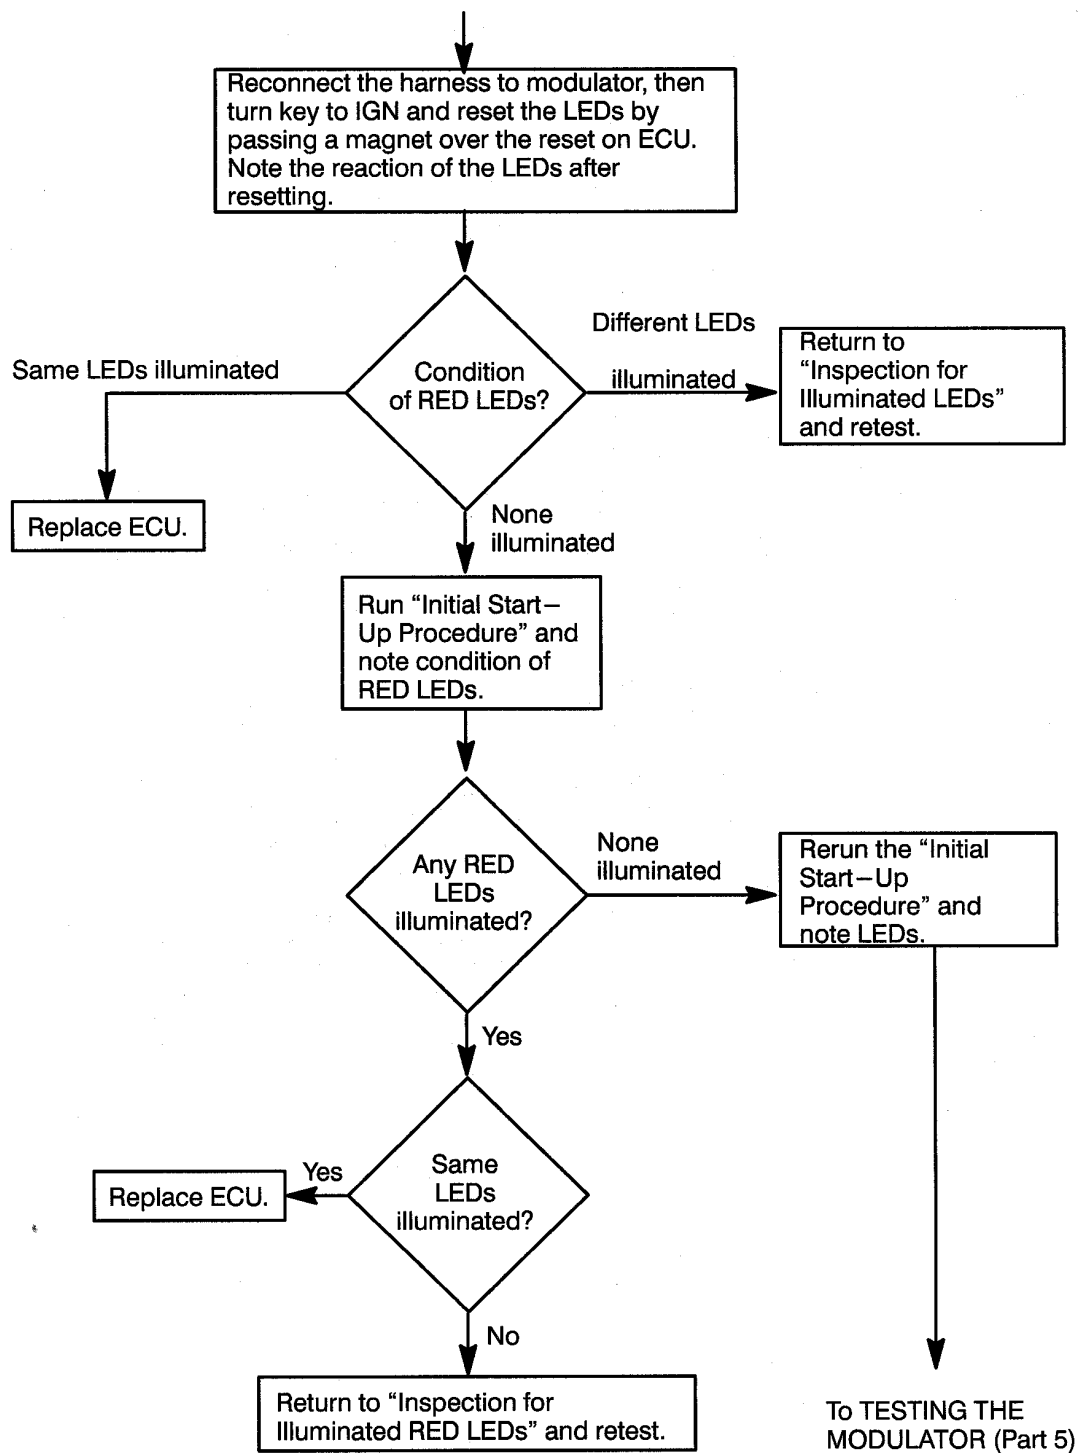 Reconnect the harness to modulator, then
turn key to IGN and reset the LEDs by
passing a magnet over the reset on ECU.
Note the reaction of the LEDs after
resetting.
Same LEDs illuminated
Condition
of RED LEDs?
Different LEDs
illuminated
Return to
“Inspection for
Illuminated LEDs”
and retest.
Replace ECU.
None
illuminated
Run “Initial Start–
Up Procedure” and
note condition of
RED LEDs.
Any RED
LEDs
illuminated?
None
illuminated
Rerun the “Initial
Start–Up
Procedure” and
note LEDs.
Yes
Same
LEDs
illuminated?
Yes
Replace ECU.
No
Return to “Inspection for
Illuminated RED LEDs” and retest.
To TESTING THE
MODULATOR (Part 5)